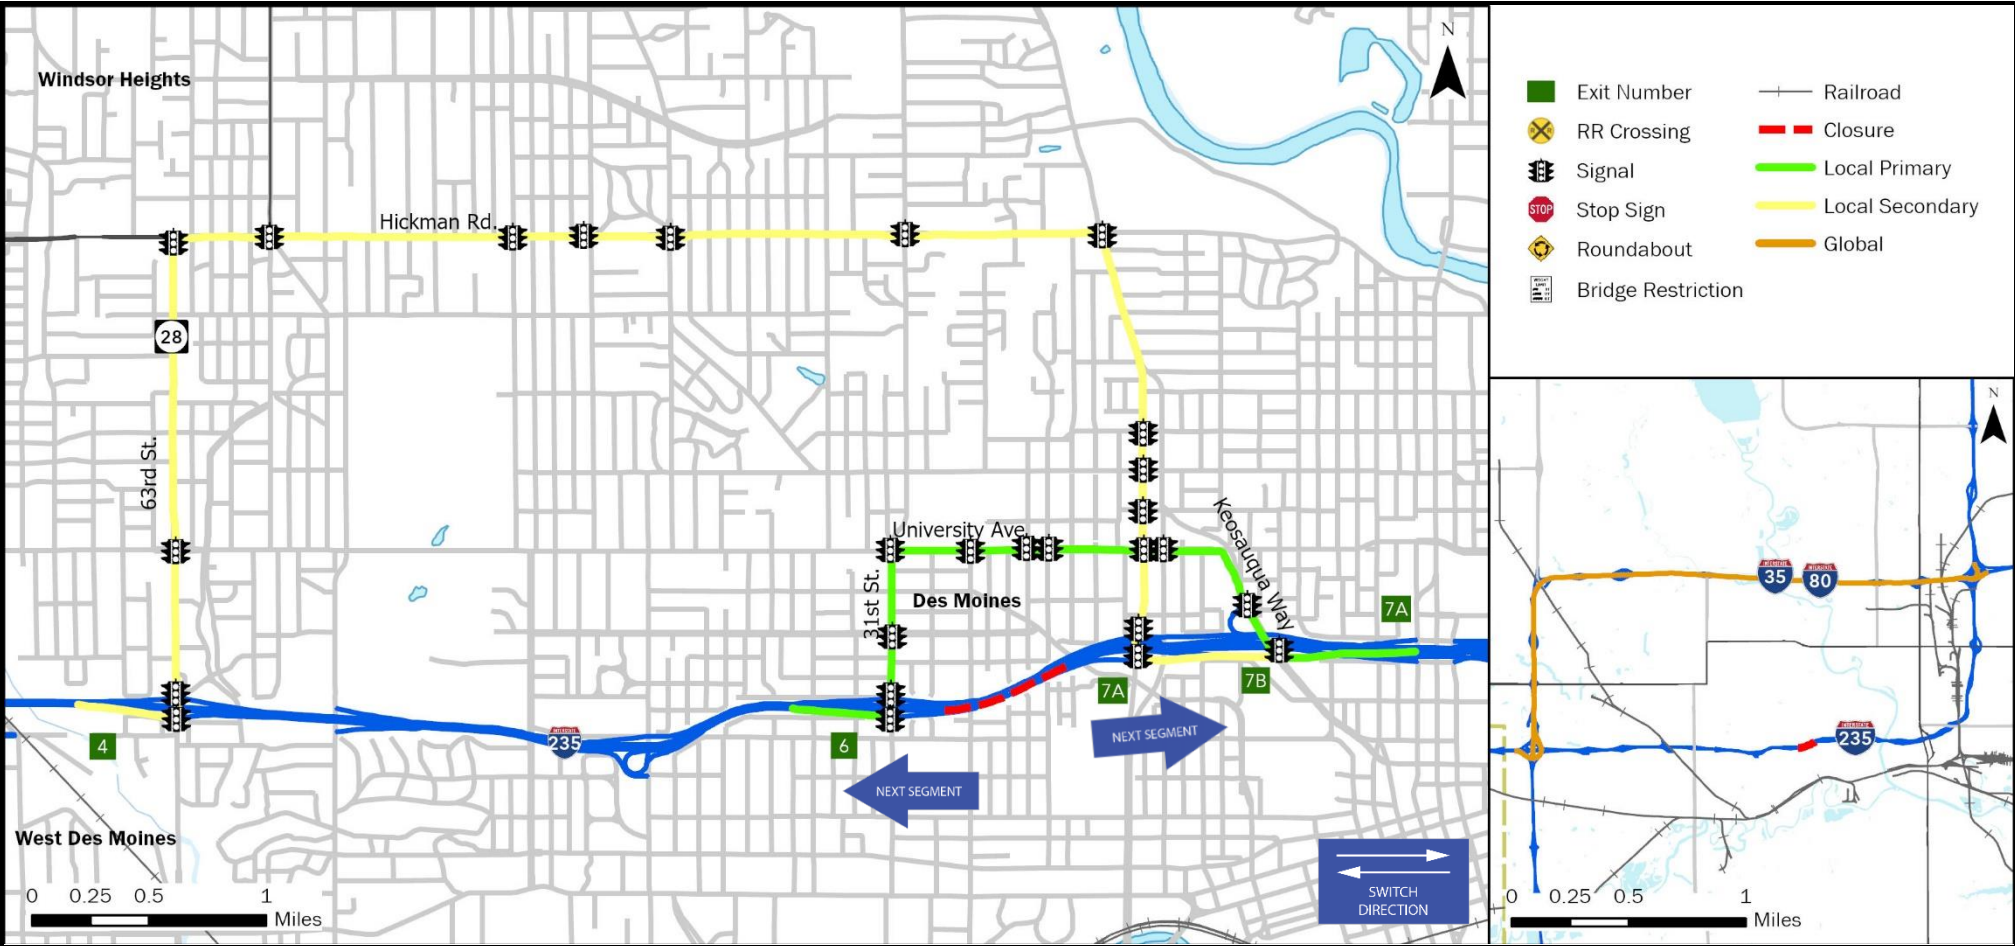 Windsor Heights
N
Hickman Rd.
28
63rd St.
University Ave.
Keosauqua Way
31st St.
Des Moines
7A
7A
7B
4
235
6
NEXT SEGMENT
NEXT SEGMENT
West Des Moines
0 0.25 0.5 1
Miles
SWITCH
DIRECTION
Exit Number
RR Crossing
Signal
STOP
Stop Sign
Roundabout
Bridge Restriction
Railroad
Closure
Local Primary
Local Secondary
Global
N
35
80
235
0 0.25 0.5 1
Miles